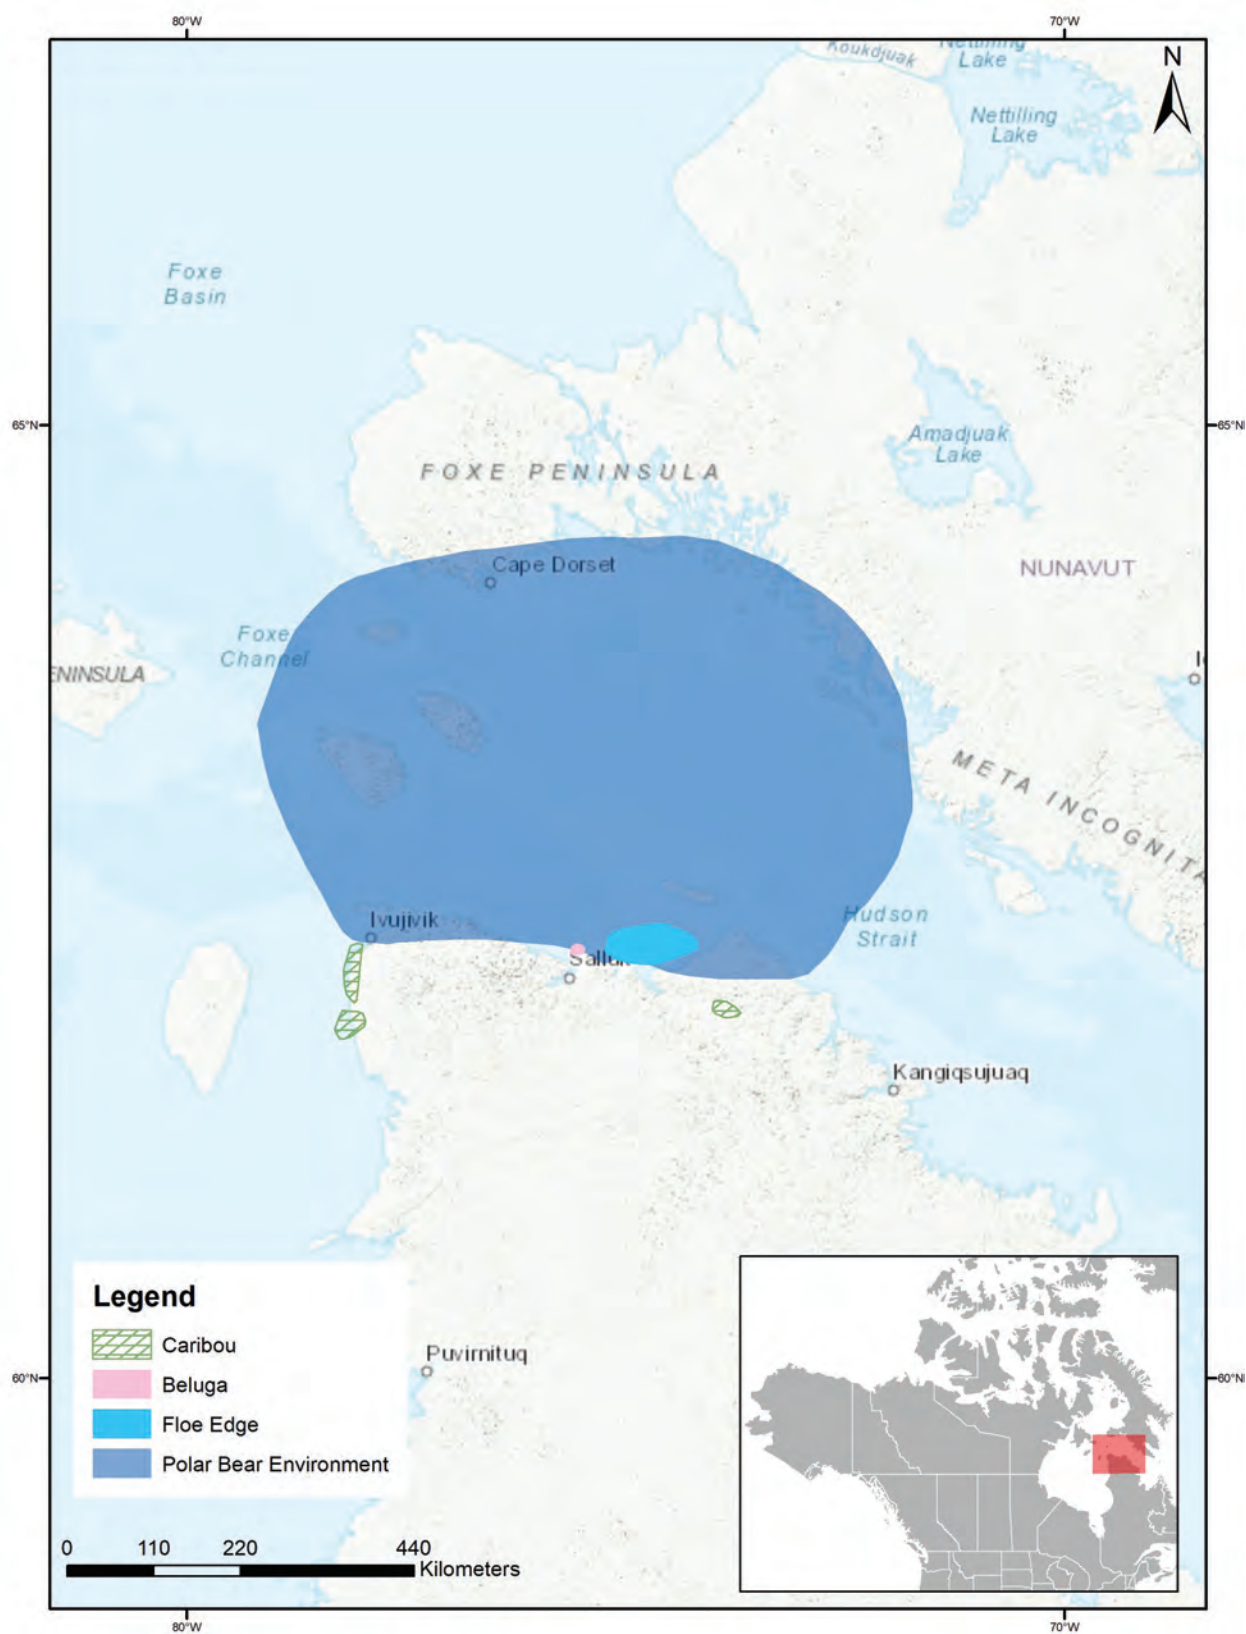 80°W
70°W
N
Koukdjuak
Nettilling
Lake
Nettilling
Lake
Foxe
Basin
65°N
65°N
Amadjuak
Lake
FOXE PENINSULA
Cape Dorset
NUNAVUT
Foxe
Channel
ENINSULA
META INCOGNITA
Ivujivik
Hudson
Strait
Kangiqsujuaq
Legend
Caribou
Beluga
Floe Edge
Polar Bear Environment
Puvirnituq
60°N
60°N
0 110 220 440
Kilometers
80°W
70°W